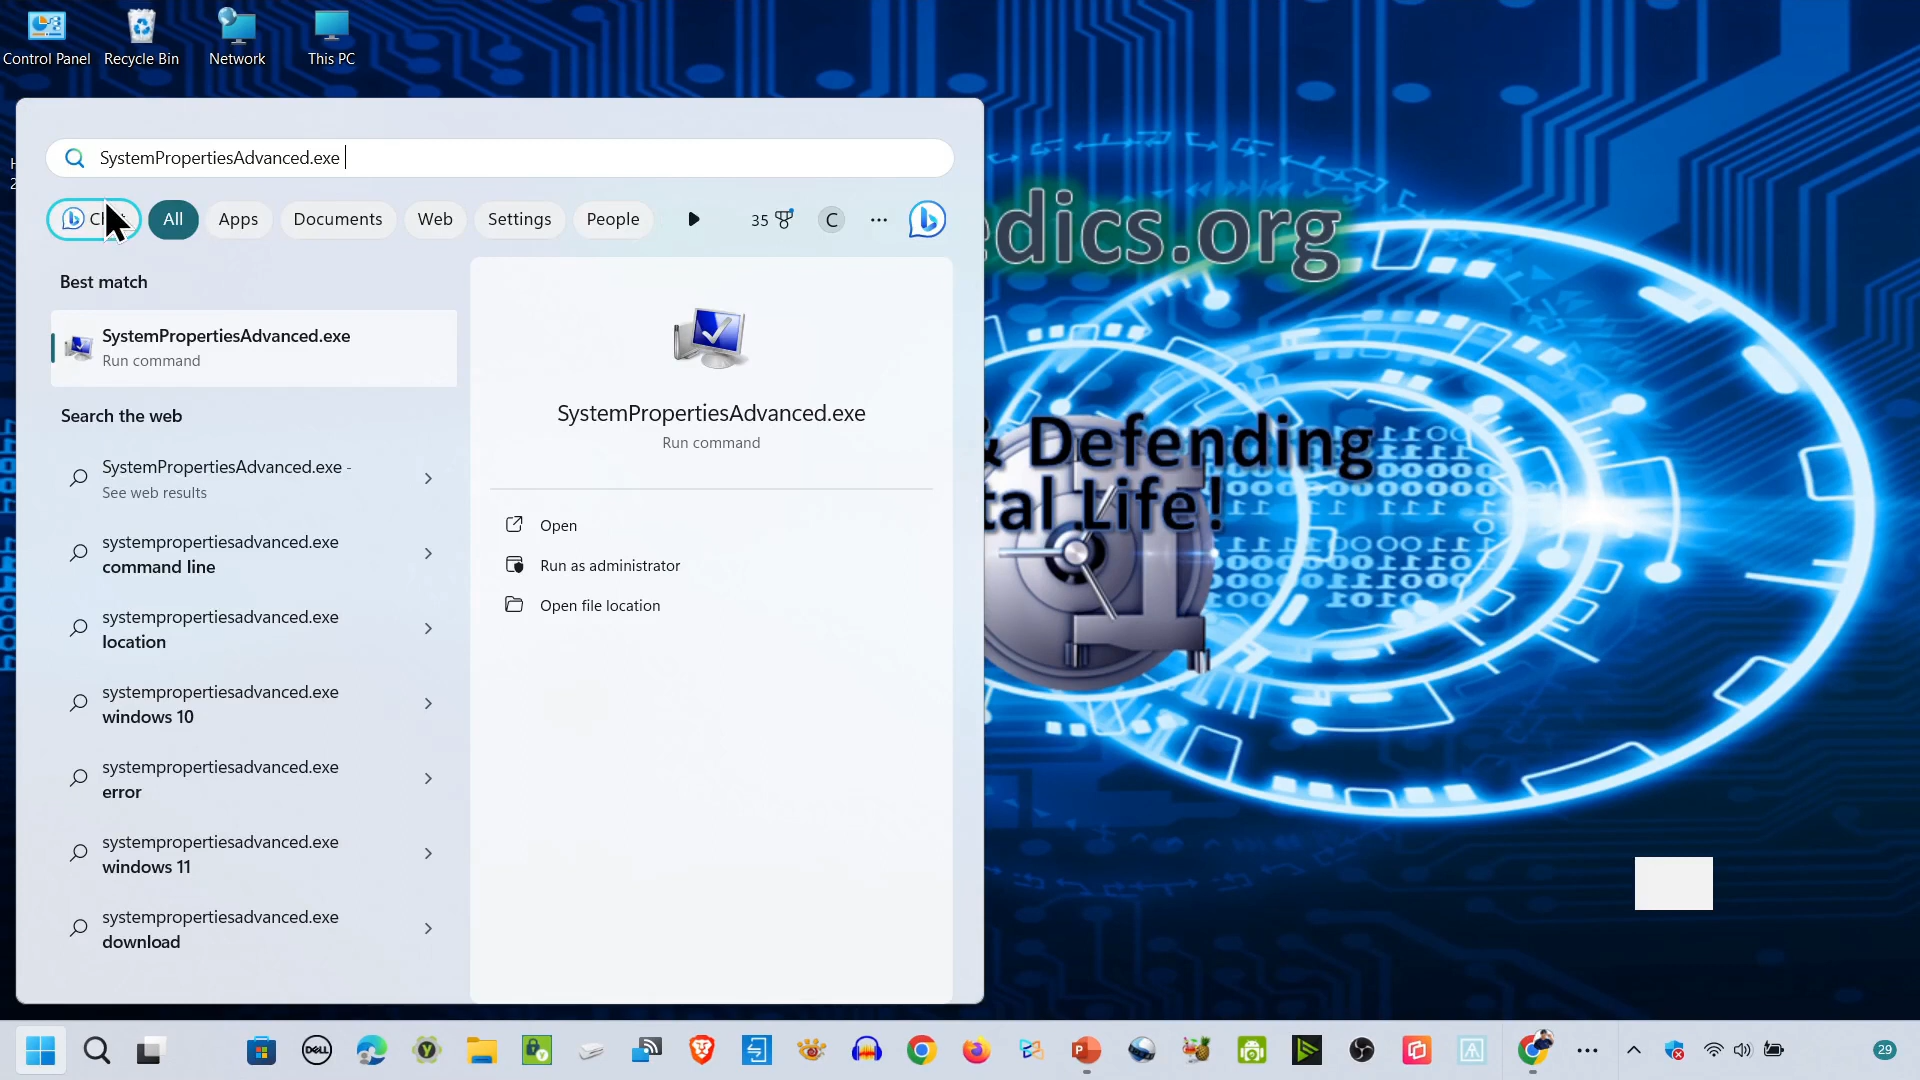 Control Panel
Recycle Bin
Network
This PC
SystemPropertiesAdvanced.exe
All
Apps
Documents
Web
Settings
People
35
C
edics.org
Best match
SystemPropertiesAdvanced.exe
Run command
SystemPropertiesAdvanced.exe
Run command
Search the web
SystemPropertiesAdvanced.exe -
See web results
& Defending
tal Life!
Open
systempropertiesadvanced.exe
command line
Run as administrator
Open file location
systempropertiesadvanced.exe
location
systempropertiesadvanced.exe
windows 10
systempropertiesadvanced.exe
error
systempropertiesadvanced.exe
windows 11
systempropertiesadvanced.exe
download
DELL
29